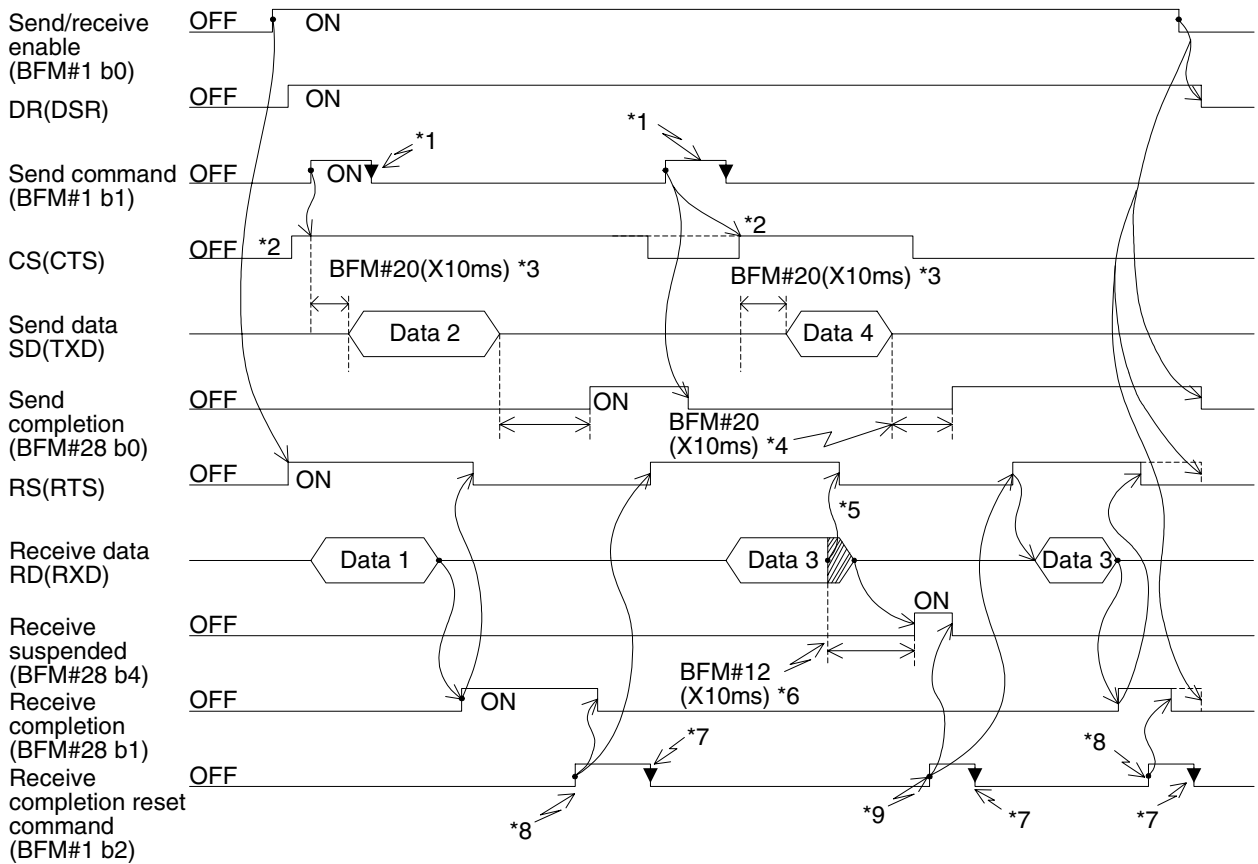 Send/receive
enable
(BFM#1 b0)
OFF
ON
DR(DSR)
OFF
ON
*1
*1
Send command
(BFM#1 b1)
OFF
ON
CS(CTS)
OFF
*2
*2
BFM#20(X10ms) *3
BFM#20(X10ms) *3
Send data
SD(TXD)
Data 2
Data 4
Send
completion
(BFM#28 b0)
OFF
ON
BFM#20
(X10ms) *4
RS(RTS)
OFF
ON
*5
Receive data
RD(RXD)
Data 1
Data 3
Data 3
Receive
suspended
(BFM#28 b4)
OFF
ON
BFM#12
(X10ms) *6
Receive
completion
(BFM#28 b1)
OFF
ON
*7
*8
Receive
completion reset
command
(BFM#1 b2)
OFF
*8
*9
*7
*7